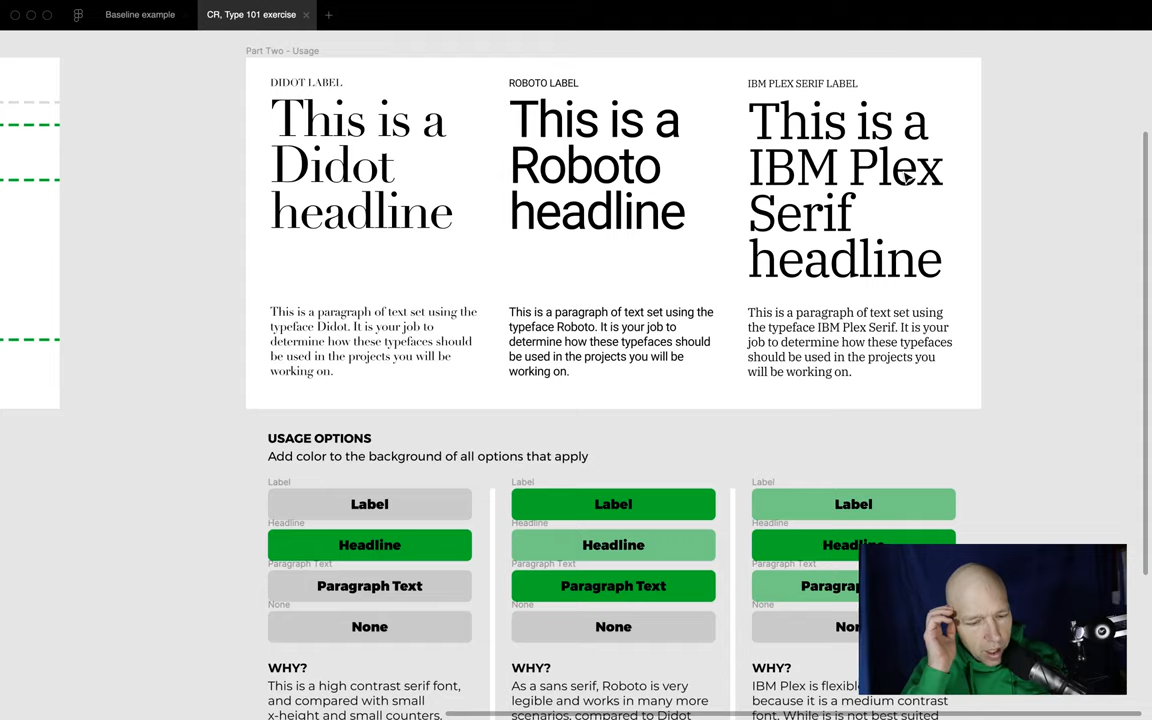 Baseline example
CR, Type 101 exercise
Part Two - Usage
DIDOT LABEL
This is a
Didot
headline
This is a paragraph of text set using the
typeface Didot. It is your job to
determine how these typefaces should
be used in the projects you will be
working on.
ROBOTO LABEL
This is a
Roboto
headline
This is a paragraph of text set using the
typeface Roboto. It is your job to
determine how these typefaces should
be used in the projects you will be
working on.
IBM PLEX SERIF LABEL
This is a
IBM Plex
Serif
headline
This is a paragraph of text set using
the typeface IBM Plex Serif. It is your
job to determine how these typefaces
should be used in the projects you
will be working on.
USAGE OPTIONS
Add color to the background of all options that apply
Label
Label
Headline
Headline
Paragraph Text
Paragraph Text
None
None
WHY?
This is a high contrast serif font,
and compared with small
x-height and small counters,
Label
Label
Headline
Headline
Paragraph Text
Paragraph Text
None
None
WHY?
As a sans serif, Roboto is very
legible and works in many more
scenarios, compared to Didot
Label
Label
Headline
Headline
Paragraph Text
None
WHY?
IBM Plex is
because it is a medium contrast
font. While is is not best suited